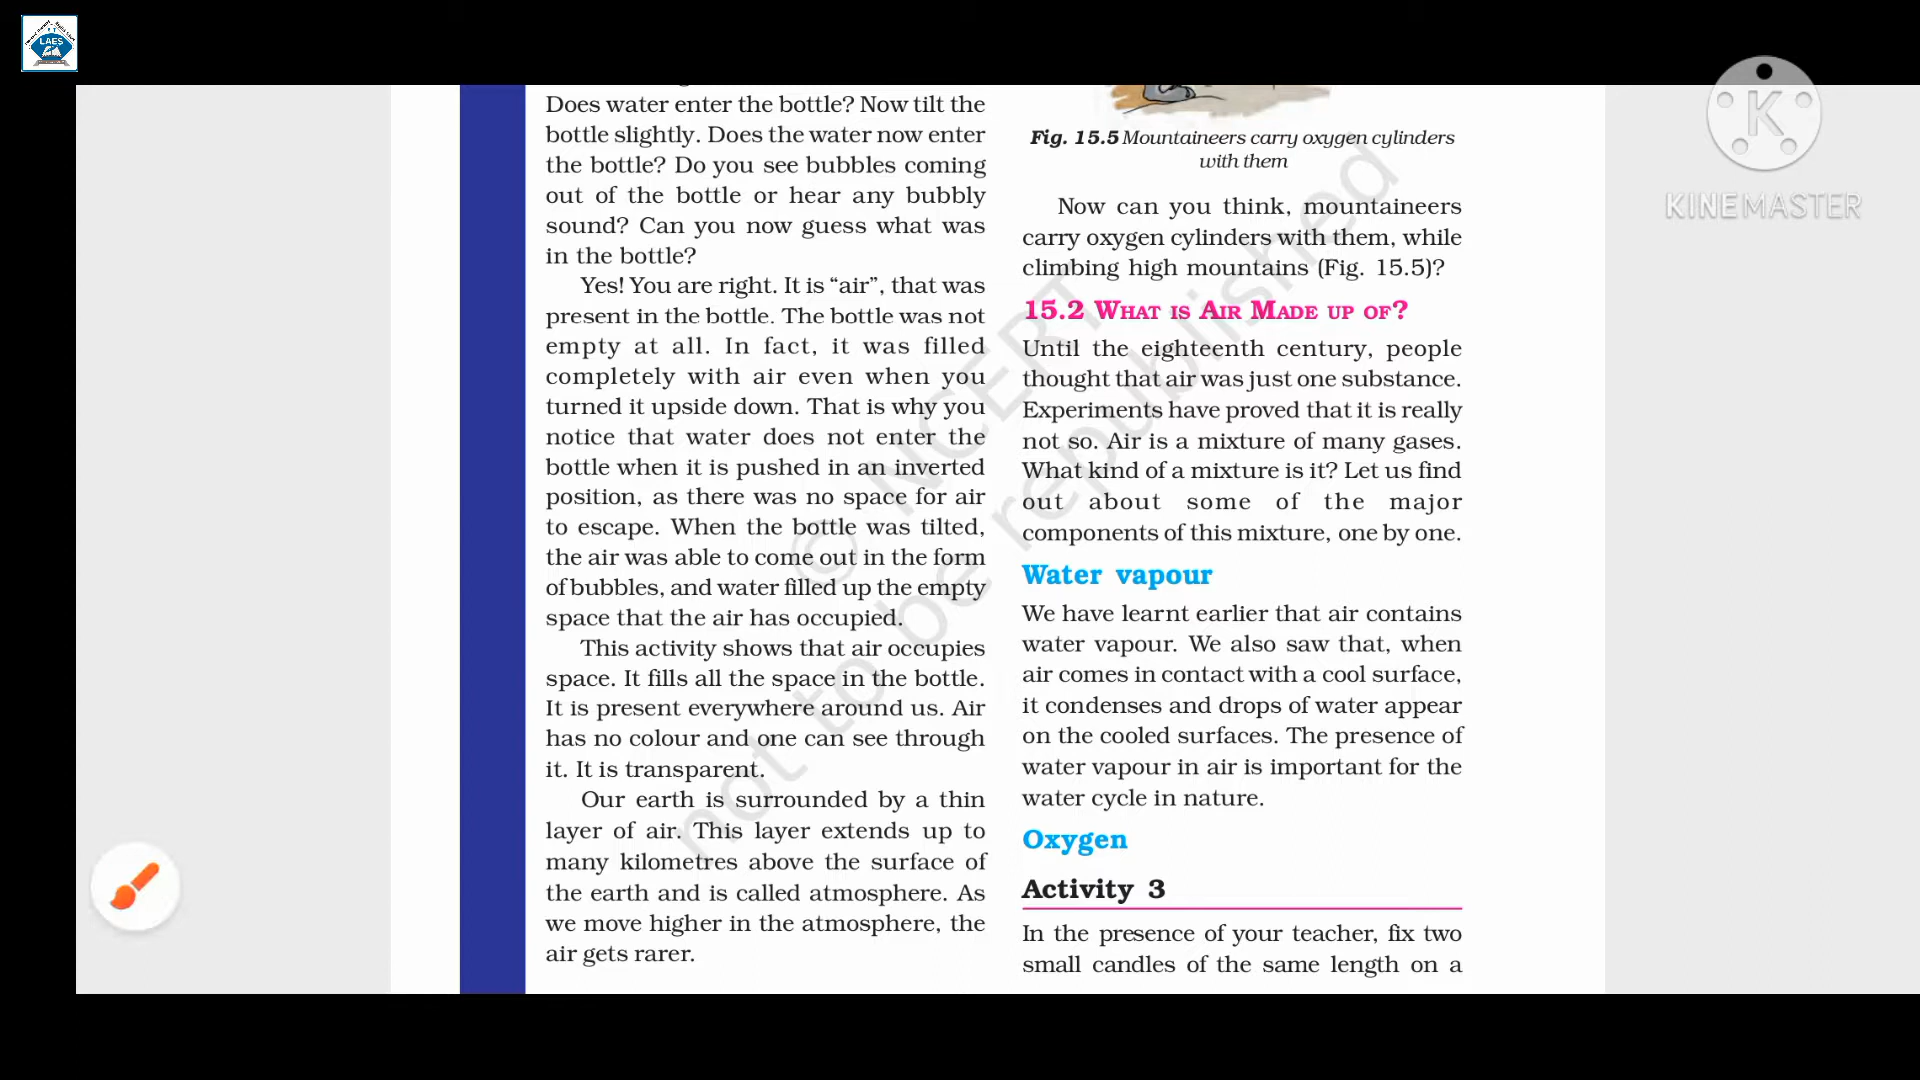 LAES
Does water enter the bottle? Now tilt the
bottle slightly. Does the water now enter
the bottle? Do you see bubbles coming
out of the bottle or hear any bubbly
sound? Can you now guess what was
in the bottle?
Yes! You are right. It is “air”, that was
present in the bottle. The bottle was not
empty at all. In fact, it was filled
completely with air even when you
turned it upside down. That is why you
notice that water does not enter the
bottle when it is pushed in an inverted
position, as there was no space for air
to escape. When the bottle was tilted,
the air was able to come out in the form
of bubbles, and water filled up the empty
space that the air has occupied.
This activity shows that air occupies
space. It fills all the space in the bottle.
It is present everywhere around us. Air
has no colour and one can see through
it. It is transparent.
Our earth is surrounded by a thin
layer of air. This layer extends up to
many kilometres above the surface of
the earth and is called atmosphere. As
we move higher in the atmosphere, the
air gets rarer.
Fig. 15.5 Mountaineers carry oxygen cylinders
with them
Now can you think, mountaineers
carry oxygen cylinders with them, while
climbing high mountains (Fig. 15.5)?
15.2 What is Air Made up of?
Until the eighteenth century, people
thought that air was just one substance.
Experiments have proved that it is really
not so. Air is a mixture of many gases.
What kind of a mixture is it? Let us find
out about some of the major
components of this mixture, one by one.
Water vapour
We have learnt earlier that air contains
water vapour. We also saw that, when
air comes in contact with a cool surface,
it condenses and drops of water appear
on the cooled surfaces. The presence of
water vapour in air is important for the
water cycle in nature.
Oxygen
Activity 3
In the presence of your teacher, fix two
small candles of the same length on a
© NCERT
not to be republished
K
KINEMASTER